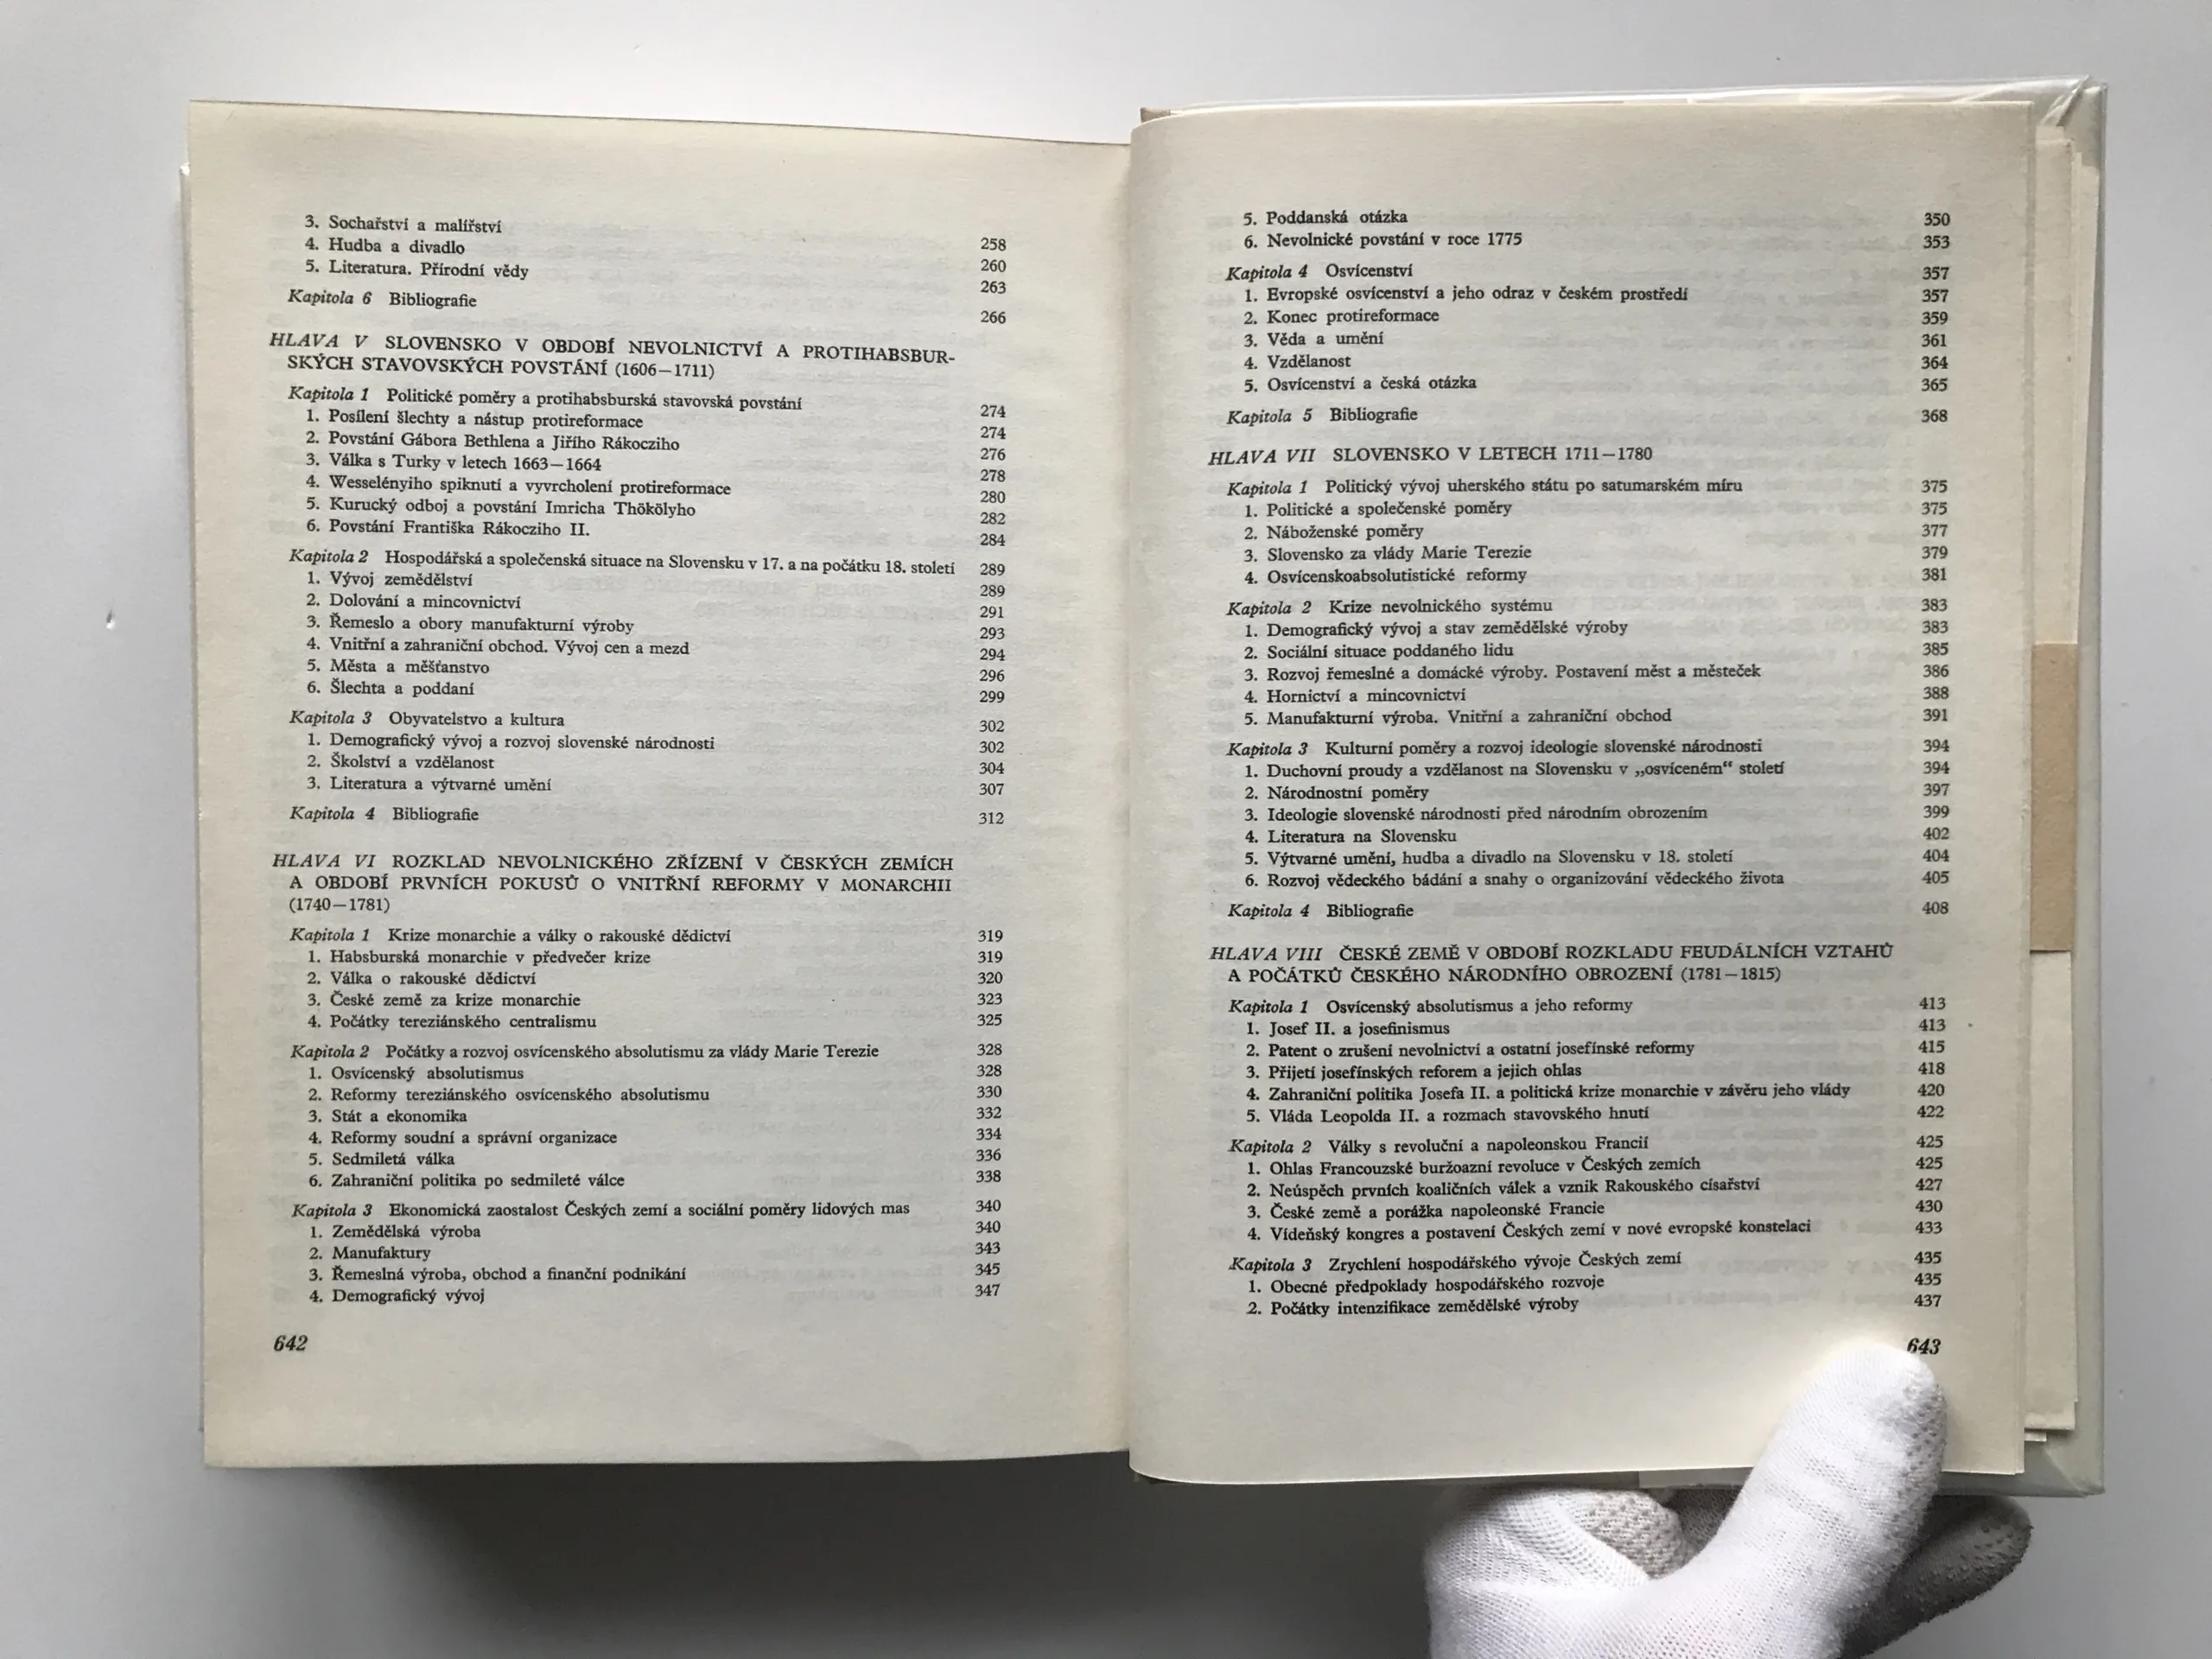 3. Sochařství a malířství 258
4. Hudba a divadlo 260
5. Literatura. Přírodní vědy 263
Kapitola 6 Bibliografie 266
HLAVA V SLOVENSKO V OBDOBÍ NEVOLNICTVÍ A PROTIHABSBUR-
SKÝCH STAVOVSKÝCH POVSTÁNÍ (1606—1711)
Kapitola 1 Politické poměry a protihabsburská stavovská povstání 274
1. Posílení šlechty a nástup protireformace 274
2. Povstání Gábora Bethlena a Jiřího Rákocziho 276
3. Válka s Turky v letech 1663—1664 278
4. Wesselényiho spiknutí a vyvrcholení protireformace 280
5. Kurucký odboj a povstání Imricha Thökölyho 282
6. Povstání Františka Rákocziho II. 284
Kapitola 2 Hospodářská a společenská situace na Slovensku v 17. a na počátku 18. století 289
1. Vývoj zemědělství 289
2. Dolování a mincovnictví 291
3. Řemeslo a obory manufakturní výroby 293
4. Vnitřní a zahraniční obchod. Vývoj cen a mezd 294
5. Města a měšťanstvo 296
6. Šlechta a poddaní 299
Kapitola 3 Obyvatelstvo a kultura 302
1. Demografický vývoj a rozvoj slovenské národnosti 302
2. Školství a vzdělanost 304
3. Literatura a výtvarné umění 307
Kapitola 4 Bibliografie 312
HLAVA VI ROZKLAD NEVOLNICKÉHO ZŘÍZENÍ V ČESKÝCH ZEMÍCH
A OBDOBÍ PRVNÍCH POKUSŮ O VNITŘNÍ REFORMY V MONARCHII
(1740—1781)
Kapitola 1 Krize monarchie a války o rakouské dědictví 319
1. Habsburská monarchie v předvečer krize 319
2. Válka o rakouské dědictví 320
3. České země za krize monarchie 323
4. Počátky tereziánského centralismu 325
Kapitola 2 Počátky a rozvoj osvícenského absolutismu za vlády Marie Terezie 328
1. Osvícenský absolutismus 328
2. Reformy tereziánského osvícenského absolutismu 330
3. Stát a ekonomika 332
4. Reformy soudní a správní organizace 334
5. Sedmiletá válka 336
6. Zahraniční politika po sedmileté válce 338
Kapitola 3 Ekonomická zaostalost Českých zemí a sociální poměry lidových mas 340
1. Zemědělská výroba 340
2. Manufaktury 343
3. Řemeslná výroba, obchod a finanční podnikání 345
4. Demografický vývoj 347
642
5. Poddanská otázka 350
6. Nevolnické povstání v roce 1775 353
Kapitola 4 Osvícenství 357
1. Evropské osvícenství a jeho odraz v českém prostředí 357
2. Konec protireformace 359
3. Věda a umění 361
4. Vzdělanost 364
5. Osvícenství a česká otázka 365
Kapitola 5 Bibliografie 368
HLAVA VII SLOVENSKO V LETECH 1711—1780
Kapitola 1 Politický vývoj uherského státu po satumarském míru 375
1. Politické a společenské poměry 375
2. Náboženské poměry 377
3. Slovensko za vlády Marie Terezie 379
4. Osvícenskoabsolutistické reformy 381
Kapitola 2 Krize nevolnického systému 383
1. Demografický vývoj a stav zemědělské výroby 383
2. Sociální situace poddaného lidu 385
3. Rozvoj řemeslné a domácké výroby. Postavení měst a městeček 386
4. Hornictví a mincovnictví 388
5. Manufakturní výroba. Vnitřní a zahraniční obchod 391
Kapitola 3 Kulturní poměry a rozvoj ideologie slovenské národnosti 394
1. Duchovní proudy a vzdělanost na Slovensku v „osvíceném“ století 394
2. Národnostní poměry 397
3. Ideologie slovenské národnosti před národním obrozením 399
4. Literatura na Slovensku 402
5. Výtvarné umění, hudba a divadlo na Slovensku v 18. století 404
6. Rozvoj vědeckého bádání a snahy o organizování vědeckého života 405
Kapitola 4 Bibliografie 408
HLAVA VIII ČESKÉ ZEMĚ V OBDOBÍ ROZKLADU FEUDÁLNÍCH VZTAHŮ
A POČÁTKŮ ČESKÉHO NÁRODNÍHO OBROZENÍ (1781—1815)
Kapitola 1 Osvícenský absolutismus a jeho reformy 413
1. Josef II. a josefinismus 413
2. Patent o zrušení nevolnictví a ostatní josefínské reformy 415
3. Přijetí josefínských reforem a jejich ohlas 418
4. Zahraniční politika Josefa II. a politická krize monarchie v závěru jeho vlády 420
5. Vláda Leopolda II. a rozmach stavovského hnutí 422
Kapitola 2 Války s revoluční a napoleonskou Francií 425
1. Ohlas Francouzské buržoazní revoluce v Českých zemích 425
2. Neúspěch prvních koaličních válek a vznik Rakouského císařství 427
3. České země a porážka napoleonské Francie 430
4. Vídeňský kongres a postavení Českých zemí v nové evropské konstelaci 433
Kapitola 3 Zrychlení hospodářského vývoje Českých zemí 435
1. Obecné předpoklady hospodářského rozvoje 435
2. Počátky intenzifikace zemědělské výroby 437
643